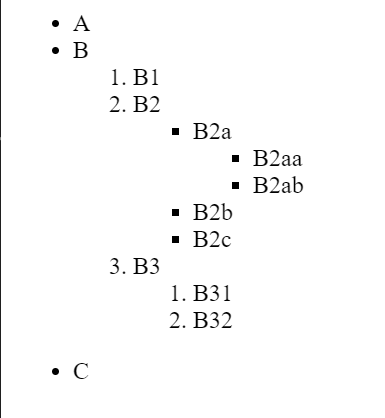 • A
• B
1. B1
2. B2
▪ B2a
▪ B2aa
▪ B2ab
▪ B2b
▪ B2c
3. B3
1. B31
2. B32
• C